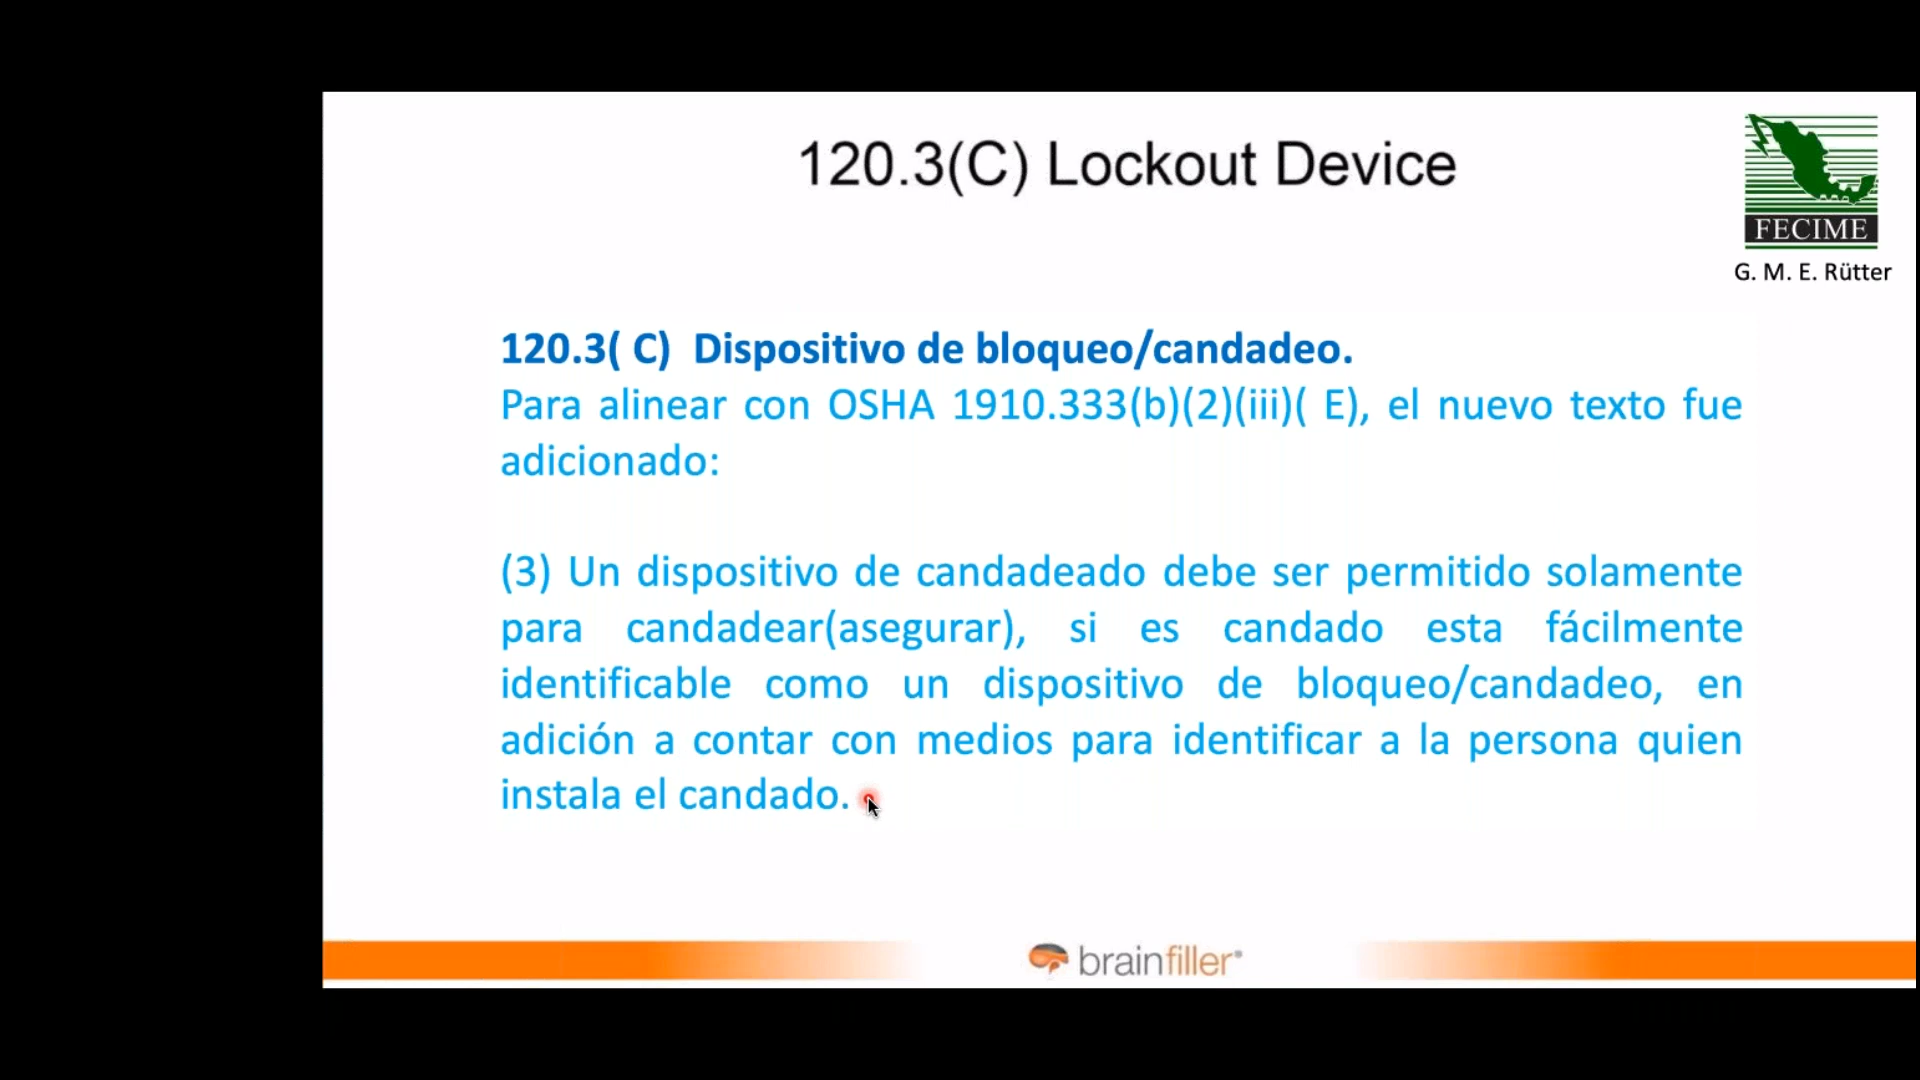 120.3(C) Lockout Device
FECIME
G. M. E. Rütter
120.3( C) Dispositivo de bloqueo/candadeo.
Para alinear con OSHA 1910.333(b)(2)(iii)( E), el nuevo texto fue
adicionado:
(3) Un dispositivo de candadeado debe ser permitido solamente
para candadear(asegurar), si es candado esta fácilmente
identificable como un dispositivo de bloqueo/candadeo, en
adición a contar con medios para identificar a la persona quien
instala el candado.
brainfiller®